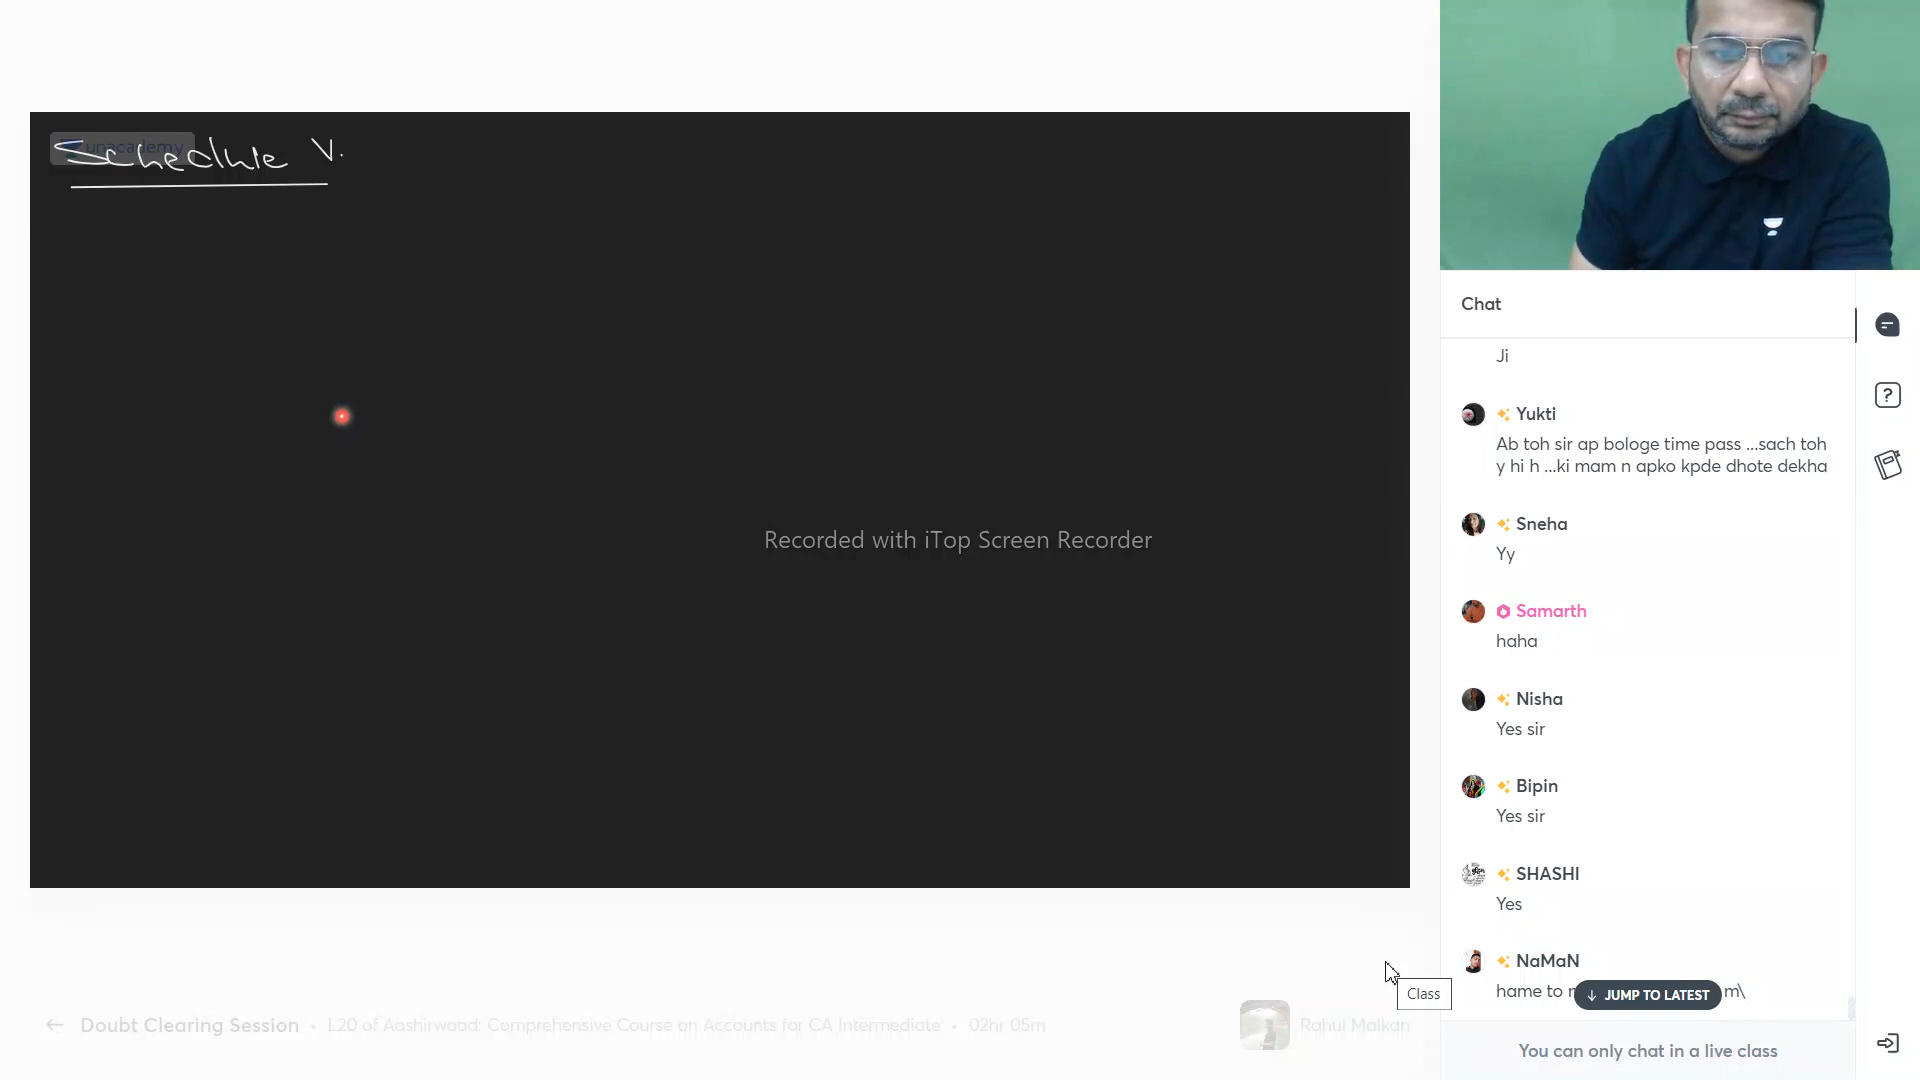 unacademy
Schedule V.
Recorded with iTop Screen Recorder
Class
Doubt Clearing Session • L20 of Aashirwaad: Comprehensive Course on Accounts for CA Intermediate • 02hr 05m
Rahul Malkan
Chat
Ji
Yukti
Ab toh sir ap bologe time pass ...sach toh
y hi h ...ki mam n apko kpde dhote dekha
Sneha
Yy
Samarth
haha
Nisha
Yes sir
Bipin
Yes sir
SHASHI
Yes
NaMaN
hame to m\
JUMP TO LATEST
You can only chat in a live class